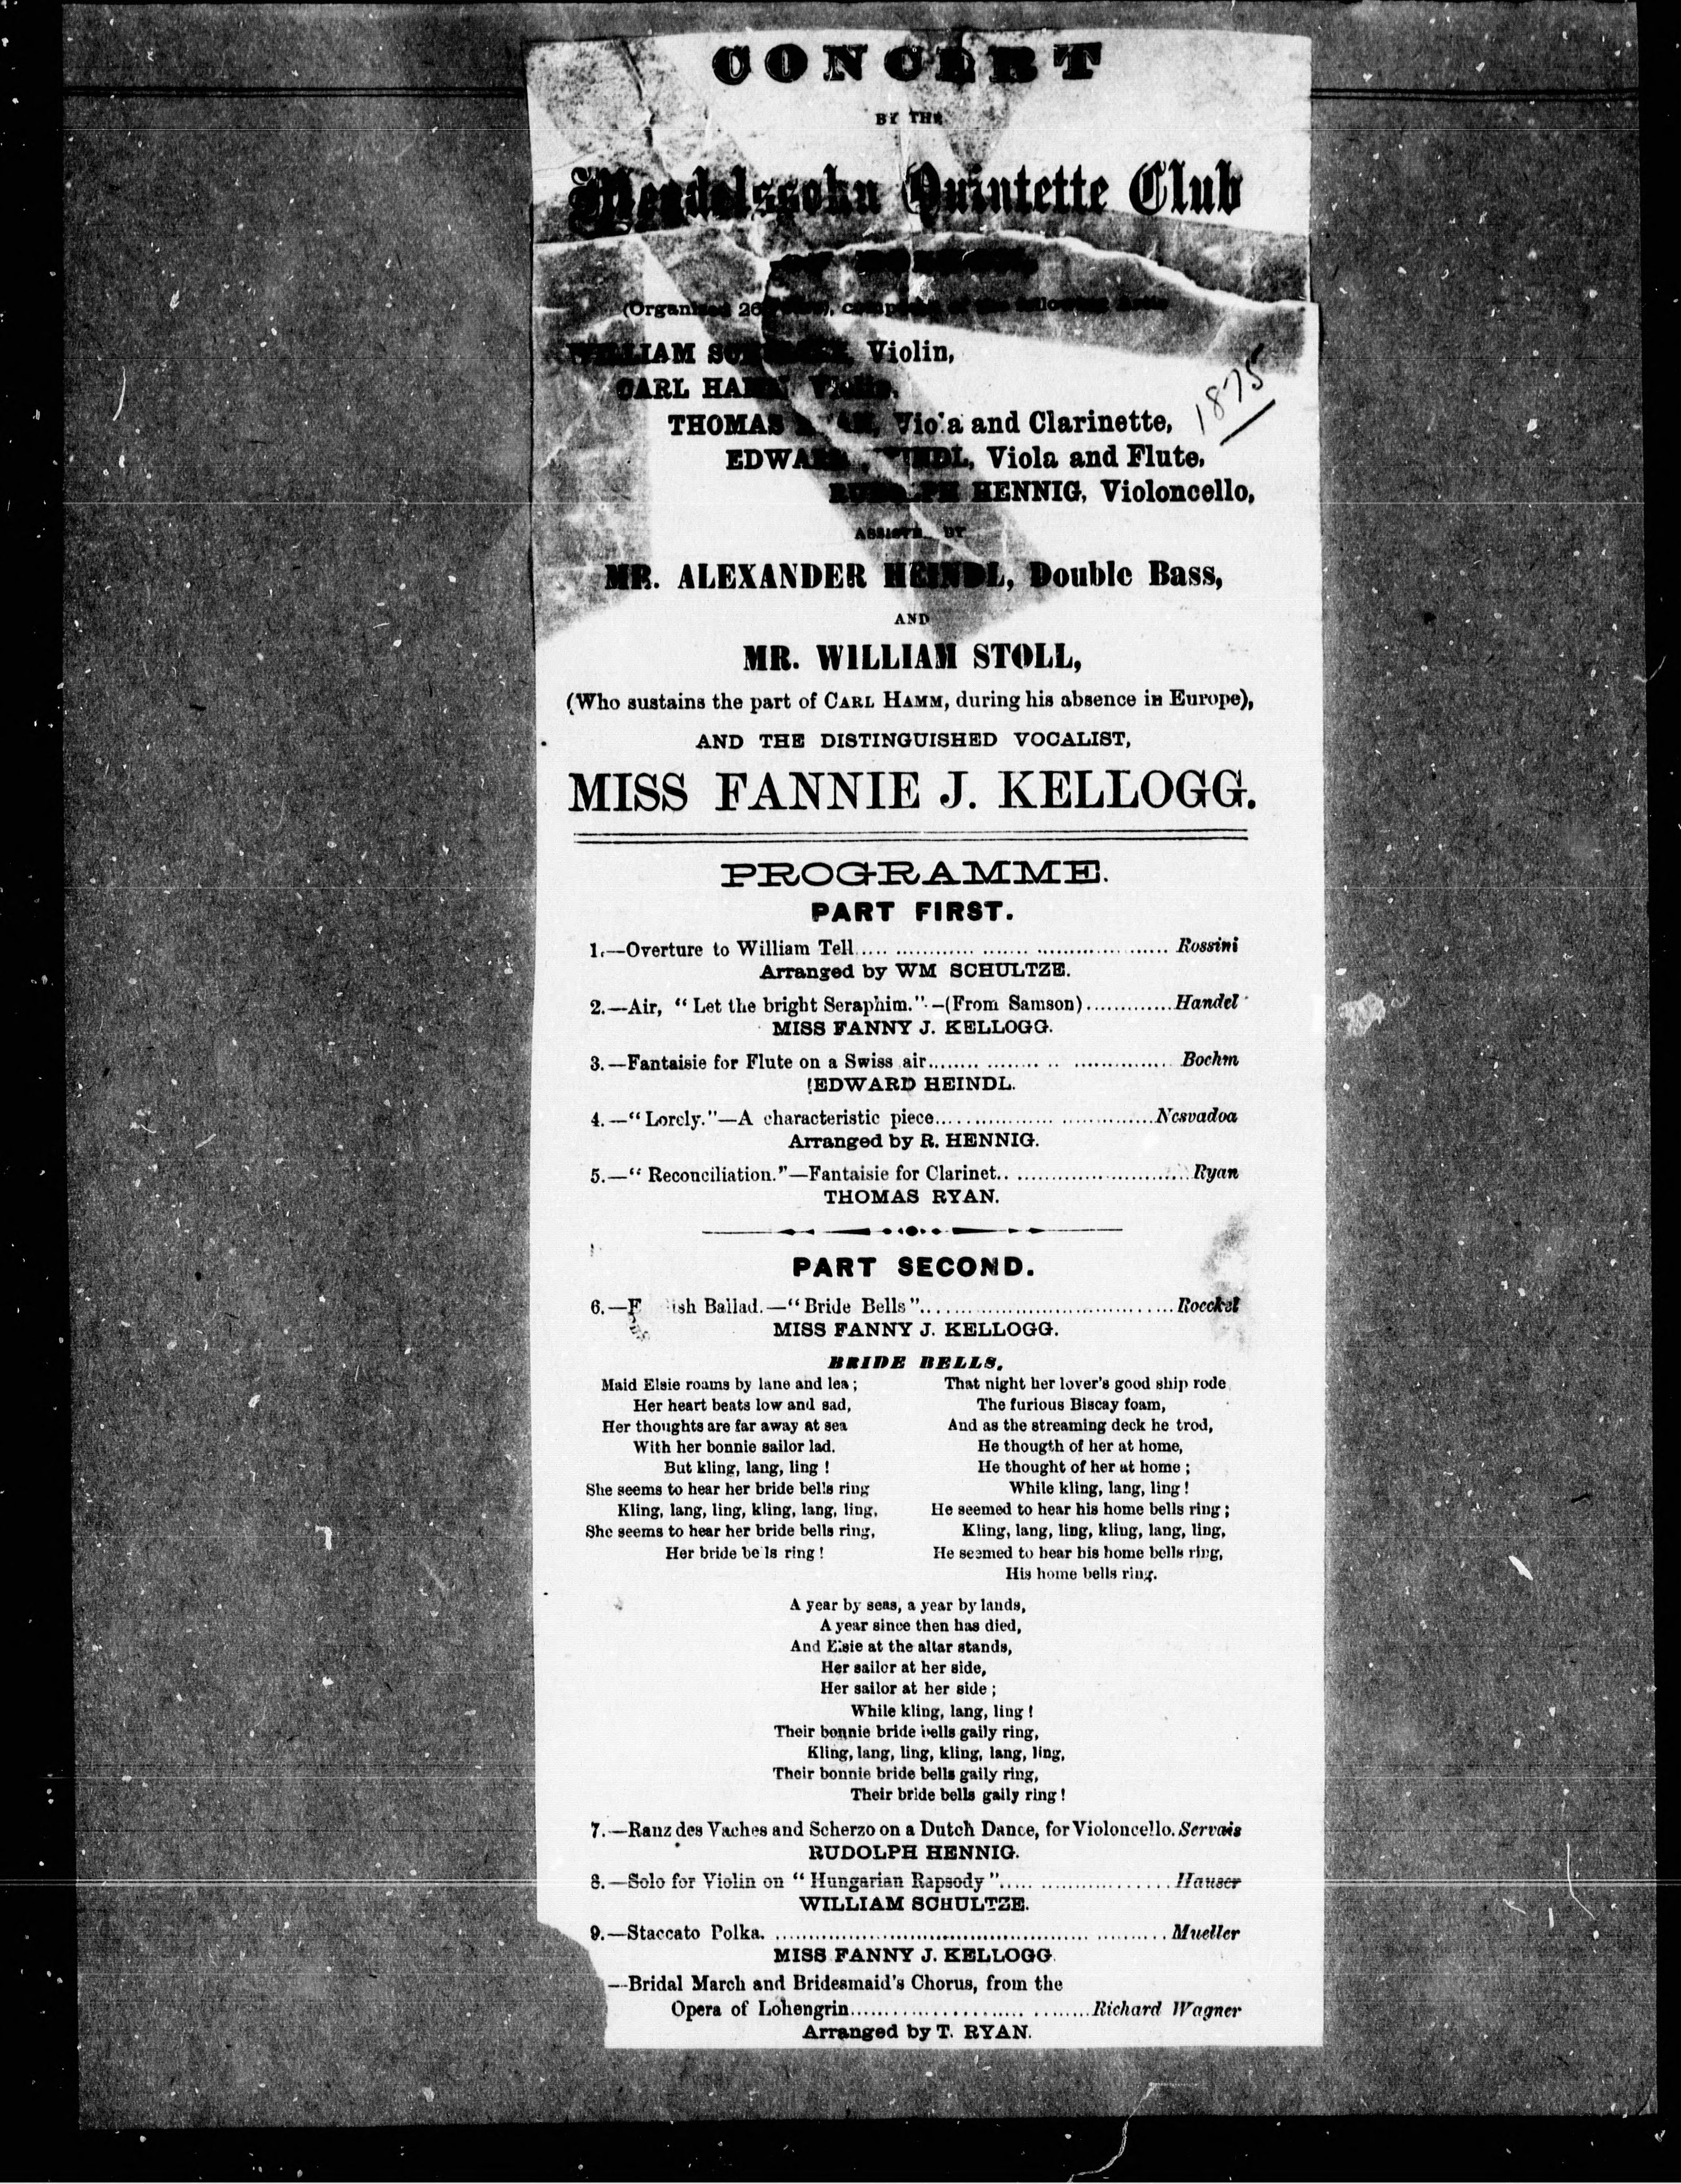 CONCERT
BY THE
Mendelssohn Quintette Club
(Organized 26
WILLIAM Violin,
CARL
THOMAS Viola and Clarinette,
1875
Viola and Flute,
HENNIG, Violoncello,
BY
MR. ALEXANDER HEINDL, Double Bass,
AND
MR. WILLIAM STOLL,
(Who sustains the part of CARL HAMM, during his absence in Europe),
AND THE DISTINGUISHED VOCALIST,
MISS FANNIE J. KELLOGG.
PROGRAMME.
PART FIRST.
1.—Overture to William Tell.... Rossini
Arranged by WM SCHULTZE.
2.—Air, “Let the bright Seraphim.”—(From Samson).............Handel
MISS FANNY J. KELLOGG.
3.—Fantaisie for Flute on a Swiss air........ Boehm
EDWARD HEINDL.
4.—“Lorely.”—A characteristic piece.... Nesvadoa
Arranged by R. HENNIG.
5.—“Reconciliation.”—Fantaisie for Clarinet.. Ryan
THOMAS RYAN.
PART SECOND.
6.— Ballad.—“Bride Bells”.... Roeckel
MISS FANNY J. KELLOGG.
BRIDE BELLS.
Maid Elsie roams by lane and lea;
Her heart beats low and sad,
Her thoughts are far away at sea
With her bonnie sailor lad.
But kling, lang, ling!
She seems to hear her bride bells ring
Kling, lang, ling, kling, lang, ling,
She seems to hear her bride bells ring,
Her bride be ls ring!
That night her lover's good ship rode
The furious Biscay foam,
And as the streaming deck he trod,
He thougth of her at home,
He thought of her at home;
While kling, lang, ling!
He seemed to hear his home bells ring;
Kling, lang, ling, kling, lang, ling,
He seemed to hear his home bells ring,
His home bells ring.
A year by seas, a year by lands,
A year since then has died,
And Elsie at the altar stands,
Her sailor at her side,
Her sailor at her side;
While kling, lang, ling!
Their bonnie bride bells gaily ring,
Kling, lang, ling, kling, lang, ling,
Their bonnie bride bells gaily ring,
Their bride bells gaily ring!
7.—Ranz des Vaches and Scherzo on a Dutch Dance, for Violoncello. Servais
RUDOLPH HENNIG.
8.—Solo for Violin on “Hungarian Rapsody”..... Hauser
WILLIAM SCHULTZE.
9.—Staccato Polka. .... Mueller
MISS FANNY J. KELLOGG.
—Bridal March and Bridesmaid's Chorus, from the
Opera of Lohengrin.... Richard Wagner
Arranged by T. RYAN.